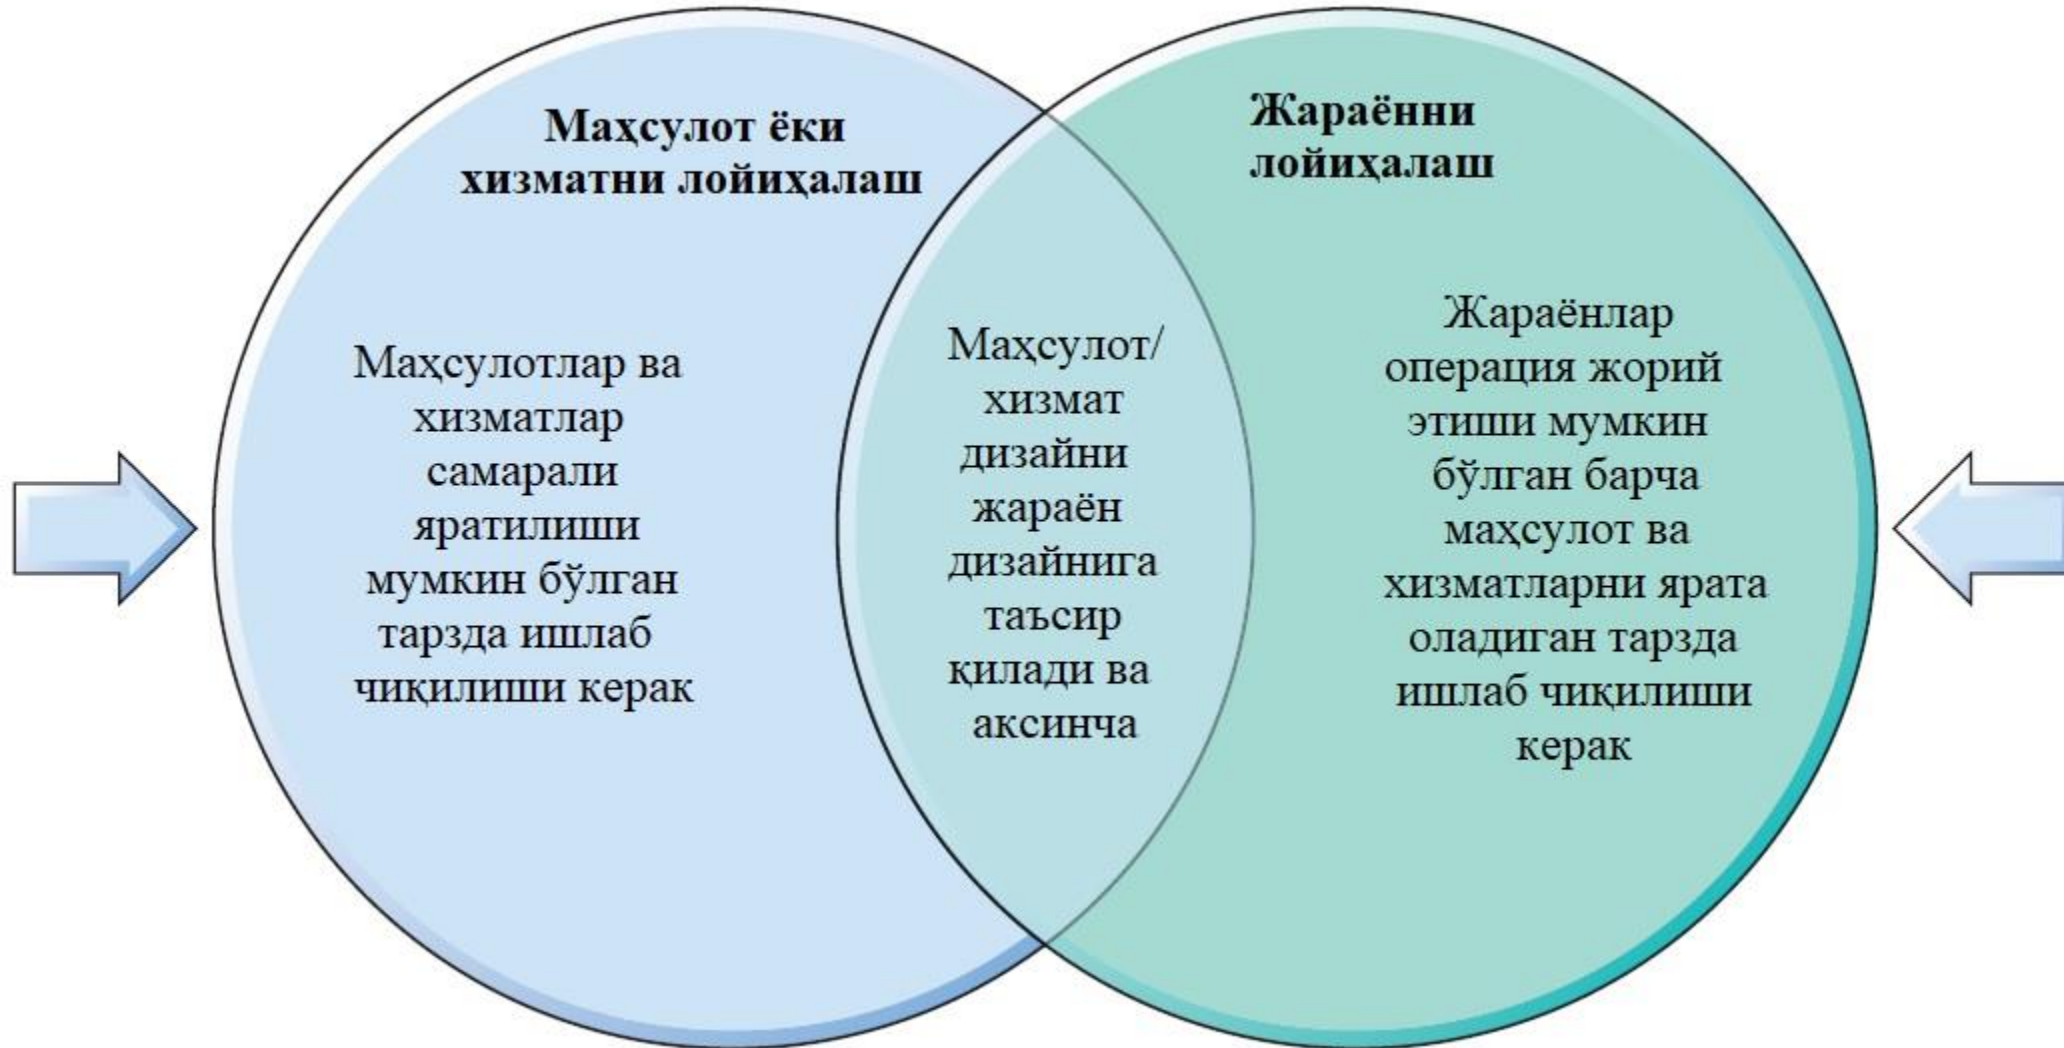 Маҳсулот ёки
хизматни лойиҳалаш
Маҳсулотлар ва
хизматлар
самарали
яратилиши
мумкин бўлган
тарзда ишлаб
чиқилиши керак
Маҳсулот/
хизмат
дизайни
жараён
дизайнига
таъсир
қилади ва
аксинча
Жараённи
лойиҳалаш
Жараёнлар
операция жорий
этиши мумкин
бўлган барча
маҳсулот ва
хизматларни ярата
оладиган тарзда
ишлаб чиқилиши
керак